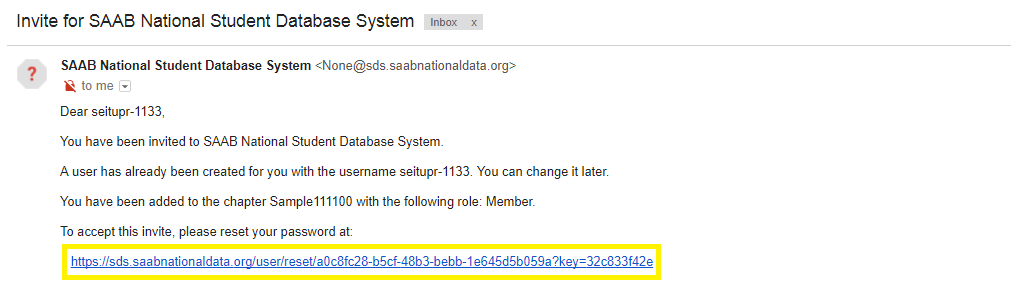 Invite for SAAB National Student Database System Inbox x
? SAAB National Student Database System <None@sds.saabnationaldata.org>
to me
Dear seitupr-1133,
You have been invited to SAAB National Student Database System.
A user has already been created for you with the username seitupr-1133. You can change it later.
You have been added to the chapter Sample111100 with the following role: Member.
To accept this invite, please reset your password at:
https://sds.saabnationaldata.org/user/reset/a0c8fc28-b5cf-48b3-bebb-1e645d5b059a?key=32c833f42e